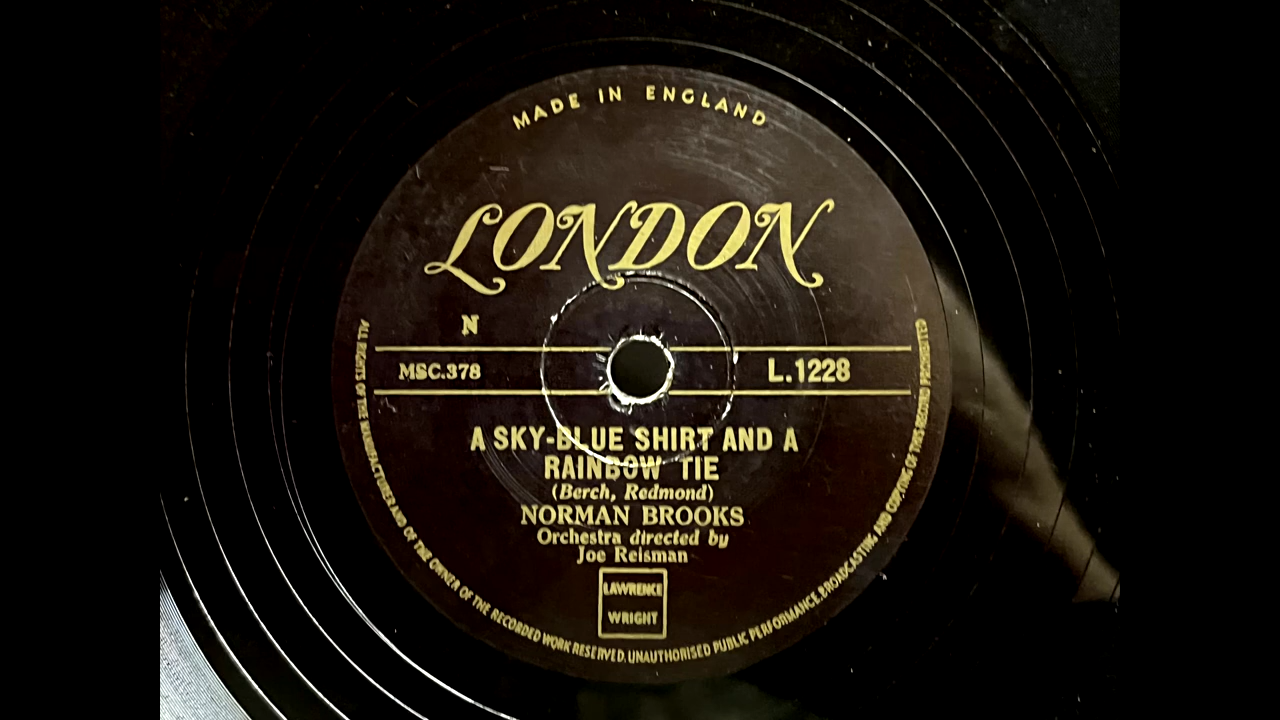 MADE IN ENGLAND
LONDON
N
MSC.378
L.1228
A SKY-BLUE SHIRT AND A
RAINBOW TIE
(Berch, Redmond)
NORMAN BROOKS
Orchestra directed by
Joe Reisman
LAWRENCE
WRIGHT
ALL RIGHTS OF THE MANUFACTURER AND OF THE OWNER OF THE RECORDED WORK RESERVED. UNAUTHORISED PUBLIC PERFORMANCE, BROADCASTING AND COPYING OF THIS RECORD PROHIBITED